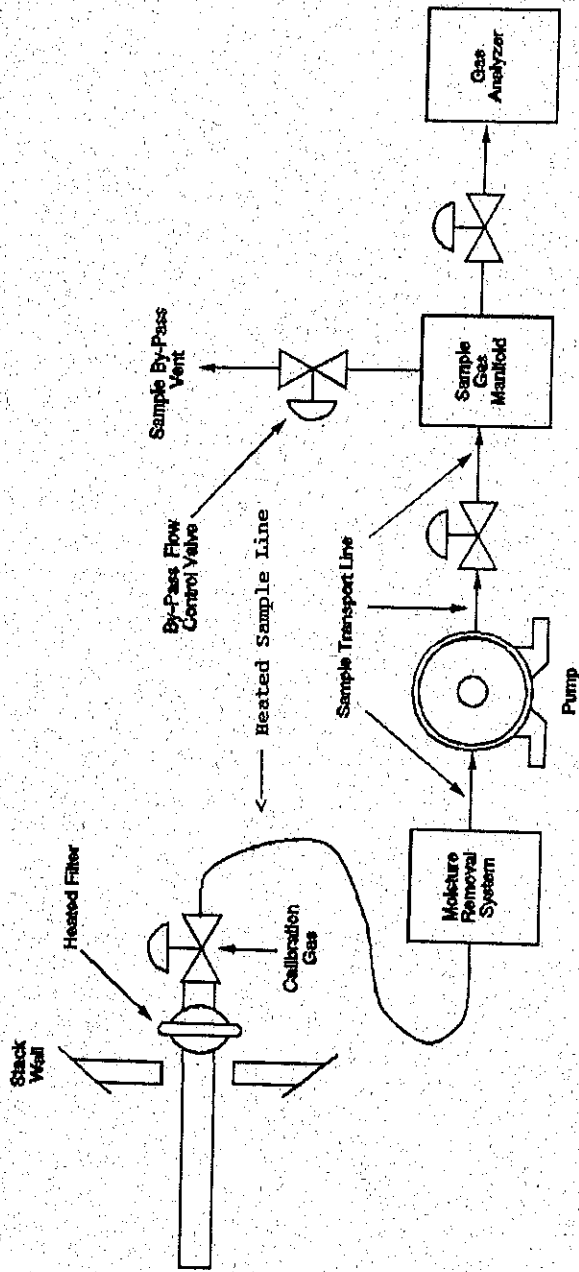 Stack
Wall
Heated Filter
Calibration
Gas
<----- Heated Sample Line
By-Pass Flow
Control Valve
Sample By-Pass
Vent
Moisture
Removal
System
Pump
Sample Transport Line
Sample
Gas
Manifold
Gas
Analyzer